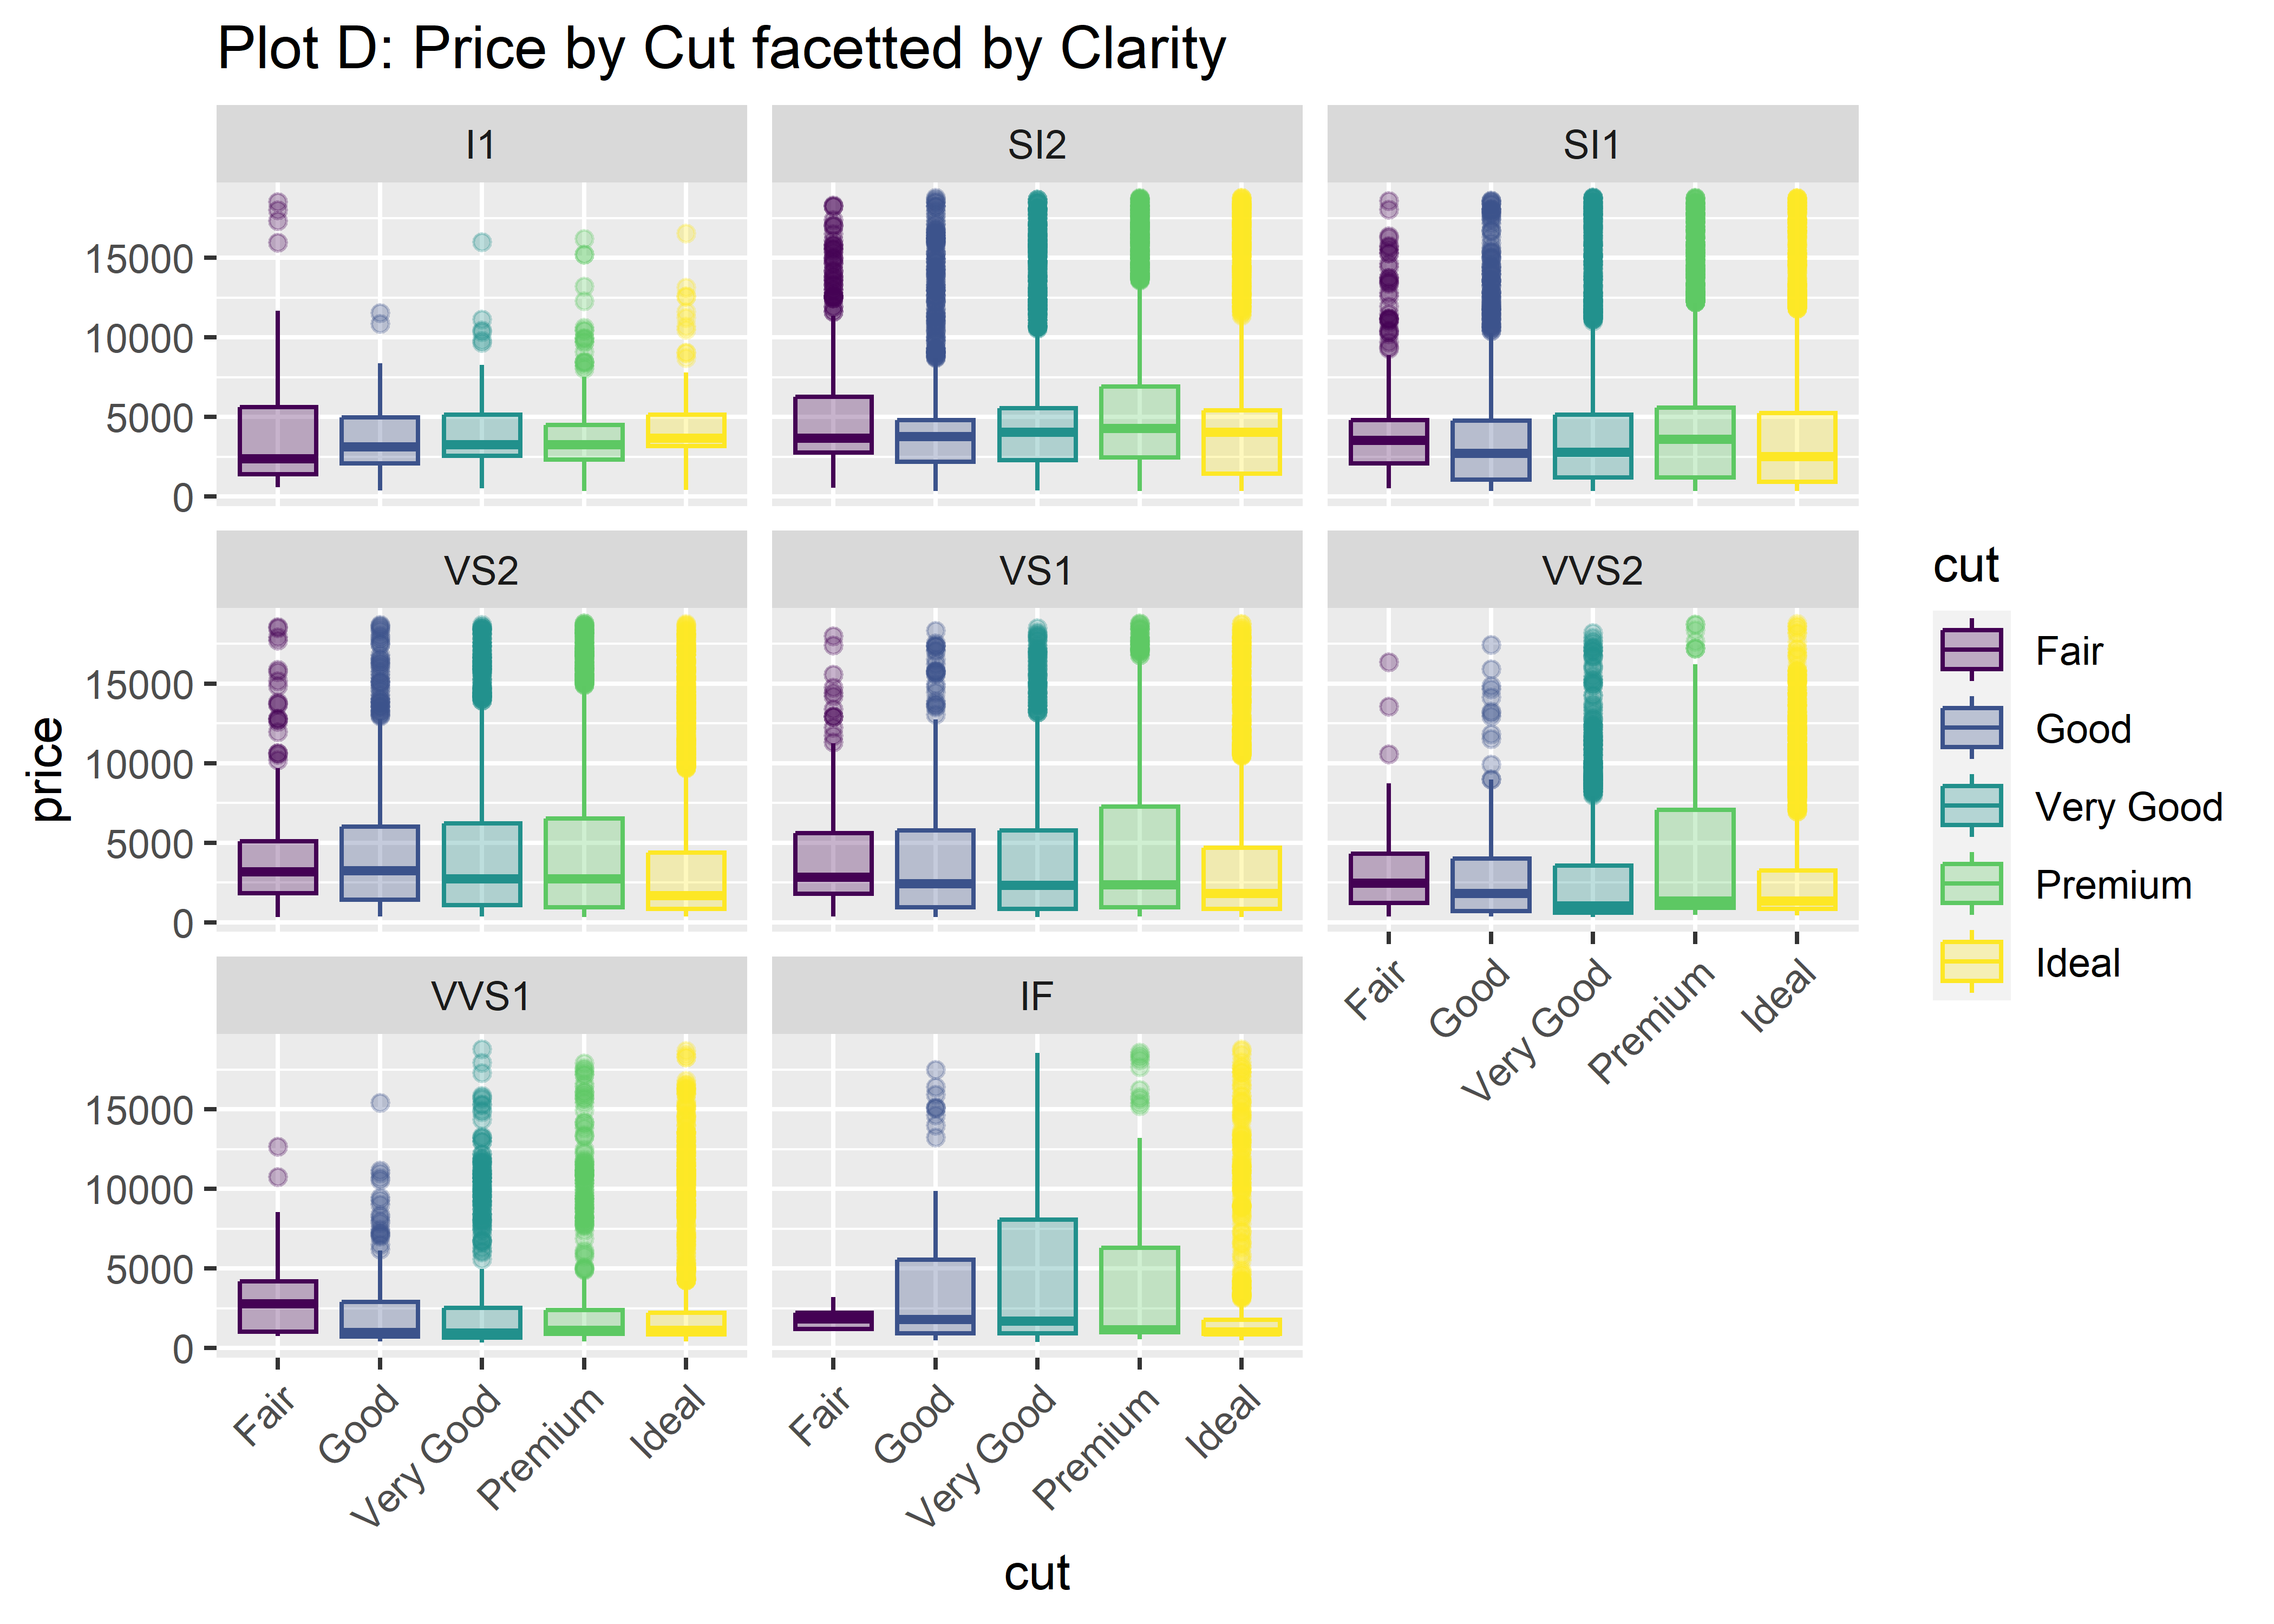 Plot D: Price by Cut facetted by Clarity
I1
SI2
SI1
15000
10000
5000
0
VS2
VS1
VVS2
15000
10000
5000
0
Fair
Good
Very Good
Premium
Ideal
VVS1
IF
15000
10000
5000
0
Fair
Good
Very Good
Premium
Ideal
Fair
Good
Very Good
Premium
Ideal
price
cut
cut
Fair
Good
Very Good
Premium
Ideal